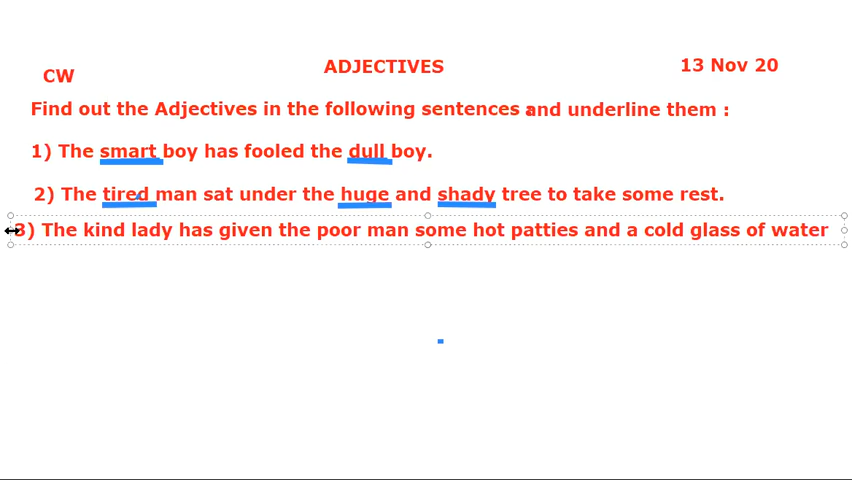 CW ADJECTIVES 13 Nov 20
Find out the Adjectives in the following sentences and underline them :
1) The smart boy has fooled the dull boy.
2) The tired man sat under the huge and shady tree to take some rest.
3) The kind lady has given the poor man some hot patties and a cold glass of water